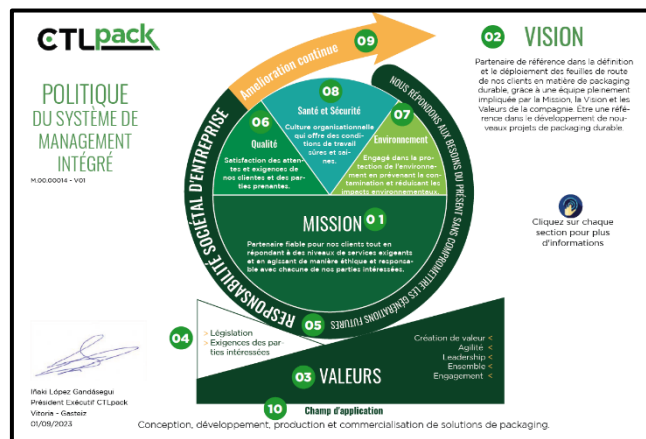 CTLpack
POLITIQUE
DU SYSTÈME DE
MANAGEMENT
INTÉGRÉ
M.00.00014 - V01
Amelioration continue
09
02 VISION
Partenaire de référence dans la définition
et le déploiement des feuilles de route
de nos clients en matière de packaging
durable, grâce à une équipe pleinement
impliquée par la Mission, la Vision et les
Valeurs de la compagnie. Être une réfé-
rence dans le développement de nou-
veaux projets de packaging durable.
08
Santé et Sécurité
Culture organisationnelle
qui offre des condi-
tions de travail
sûres et sai-
nes.
06
Qualité
Satisfaction des atten-
tes et exigences de
nos clients et des par-
ties prenantes.
07
Environnement
Engagé dans la pro-
tection de l'environne-
ment en prévenant la con-
tamination et réduisant les
impacts environnementaux.
MISSION 01
Partenaire fiable pour nos clients tout en
répondant à des niveaux de services exigeants
et en agissant de manière éthique et responsa-
ble avec chacune de nos parties intéressées.
RESPONSABILITÉ SOCIÉTAL D'ENTREPRISE
05
NOUS RÉPONDONS AUX BESOINS DU PRÉSENT SANS COMPROMETTRE LES GÉNÉRATIONS FUTURES
Cliquez sur chaque
section pour plus
d'informations
04
> Législation
> Exigences des par-
ties intéressées
Création de valeur <
Agilité <
Leadership <
Ensemble <
Engagement <
03 VALEURS
Iñaki López Gandásegui
Président Exécutif CTLpack
Vitoria - Gasteiz
01/09/2023
10 Champ d'application
Conception, développement, production et commercialisation de solutions de packaging.